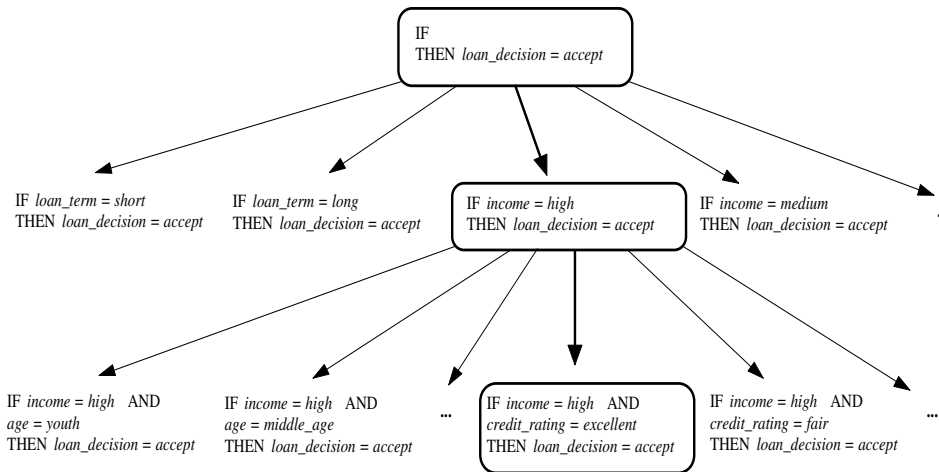 IF
THEN loan_decision = accept
IF loan_term = short
THEN loan_decision = accept
IF loan_term = long
THEN loan_decision = accept
IF income = high
THEN loan_decision = accept
IF income = medium
THEN loan_decision = accept
.
IF income = high AND
age = youth
THEN loan_decision = accept
IF income = high AND
age = middle_age
THEN loan_decision = accept
...
IF income = high AND
credit_rating = excellent
THEN loan_decision = accept
IF income = high AND
credit_rating = fair
THEN loan_decision = accept
...